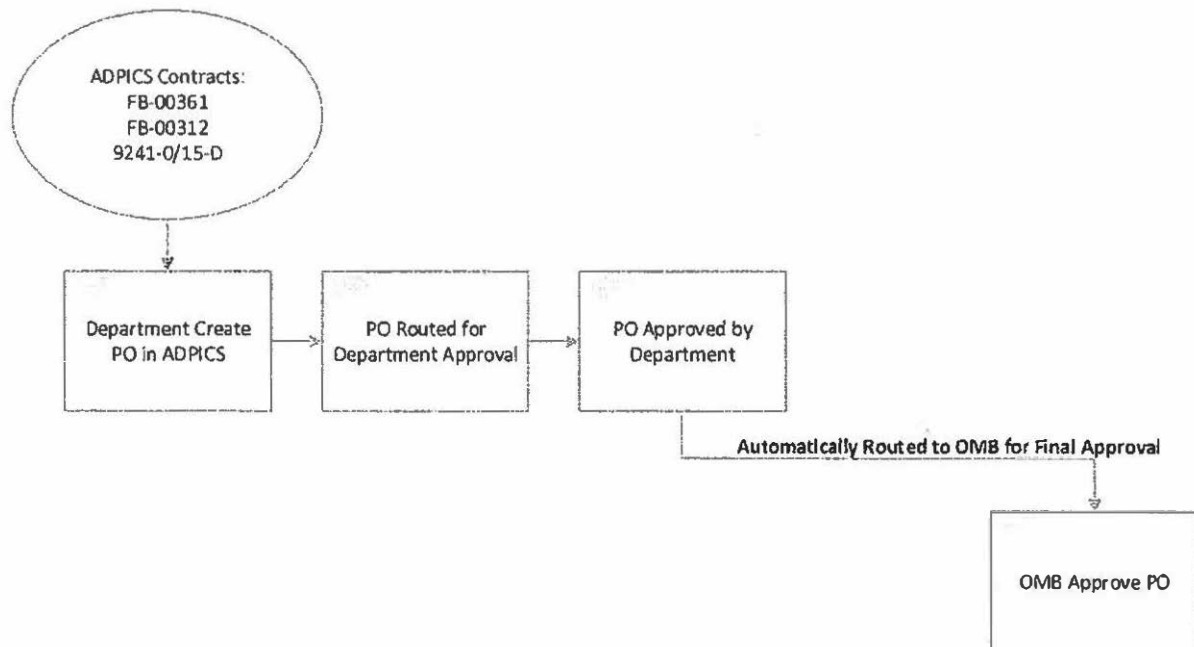 ADPICS Contracts:
FB-00361
FB-00312
9241-0/15-D
Department Create
PO in ADPICS
PO Routed for
Department Approval
PO Approved by
Department
Automatically Routed to OMB for Final Approval
OMB Approve PO